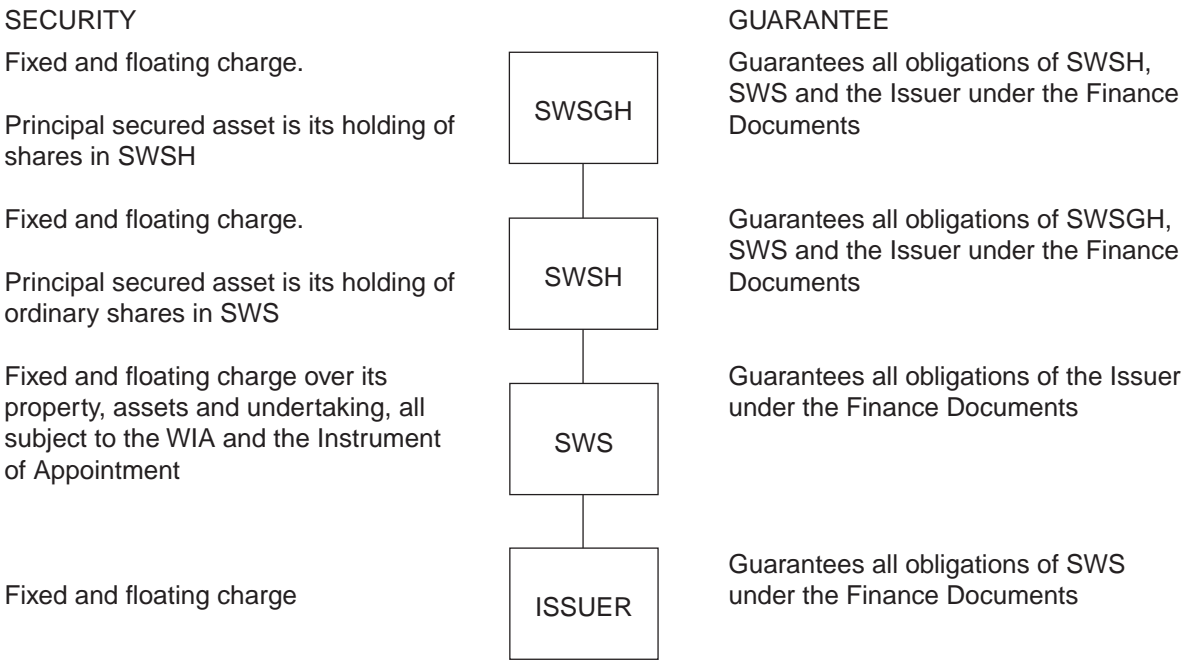 SECURITY
GUARANTEE
Fixed and floating charge.
Principal secured asset is its holding of
shares in SWSH
SWSGH
Guarantees all obligations of SWSH,
SWS and the Issuer under the Finance
Documents
Fixed and floating charge.
Principal secured asset is its holding of
ordinary shares in SWS
SWSH
Guarantees all obligations of SWSGH,
SWS and the Issuer under the Finance
Documents
Fixed and floating charge over its
property, assets and undertaking, all
subject to the WIA and the Instrument
of Appointment
SWS
Guarantees all obligations of the Issuer
under the Finance Documents
Fixed and floating charge
ISSUER
Guarantees all obligations of SWS
under the Finance Documents